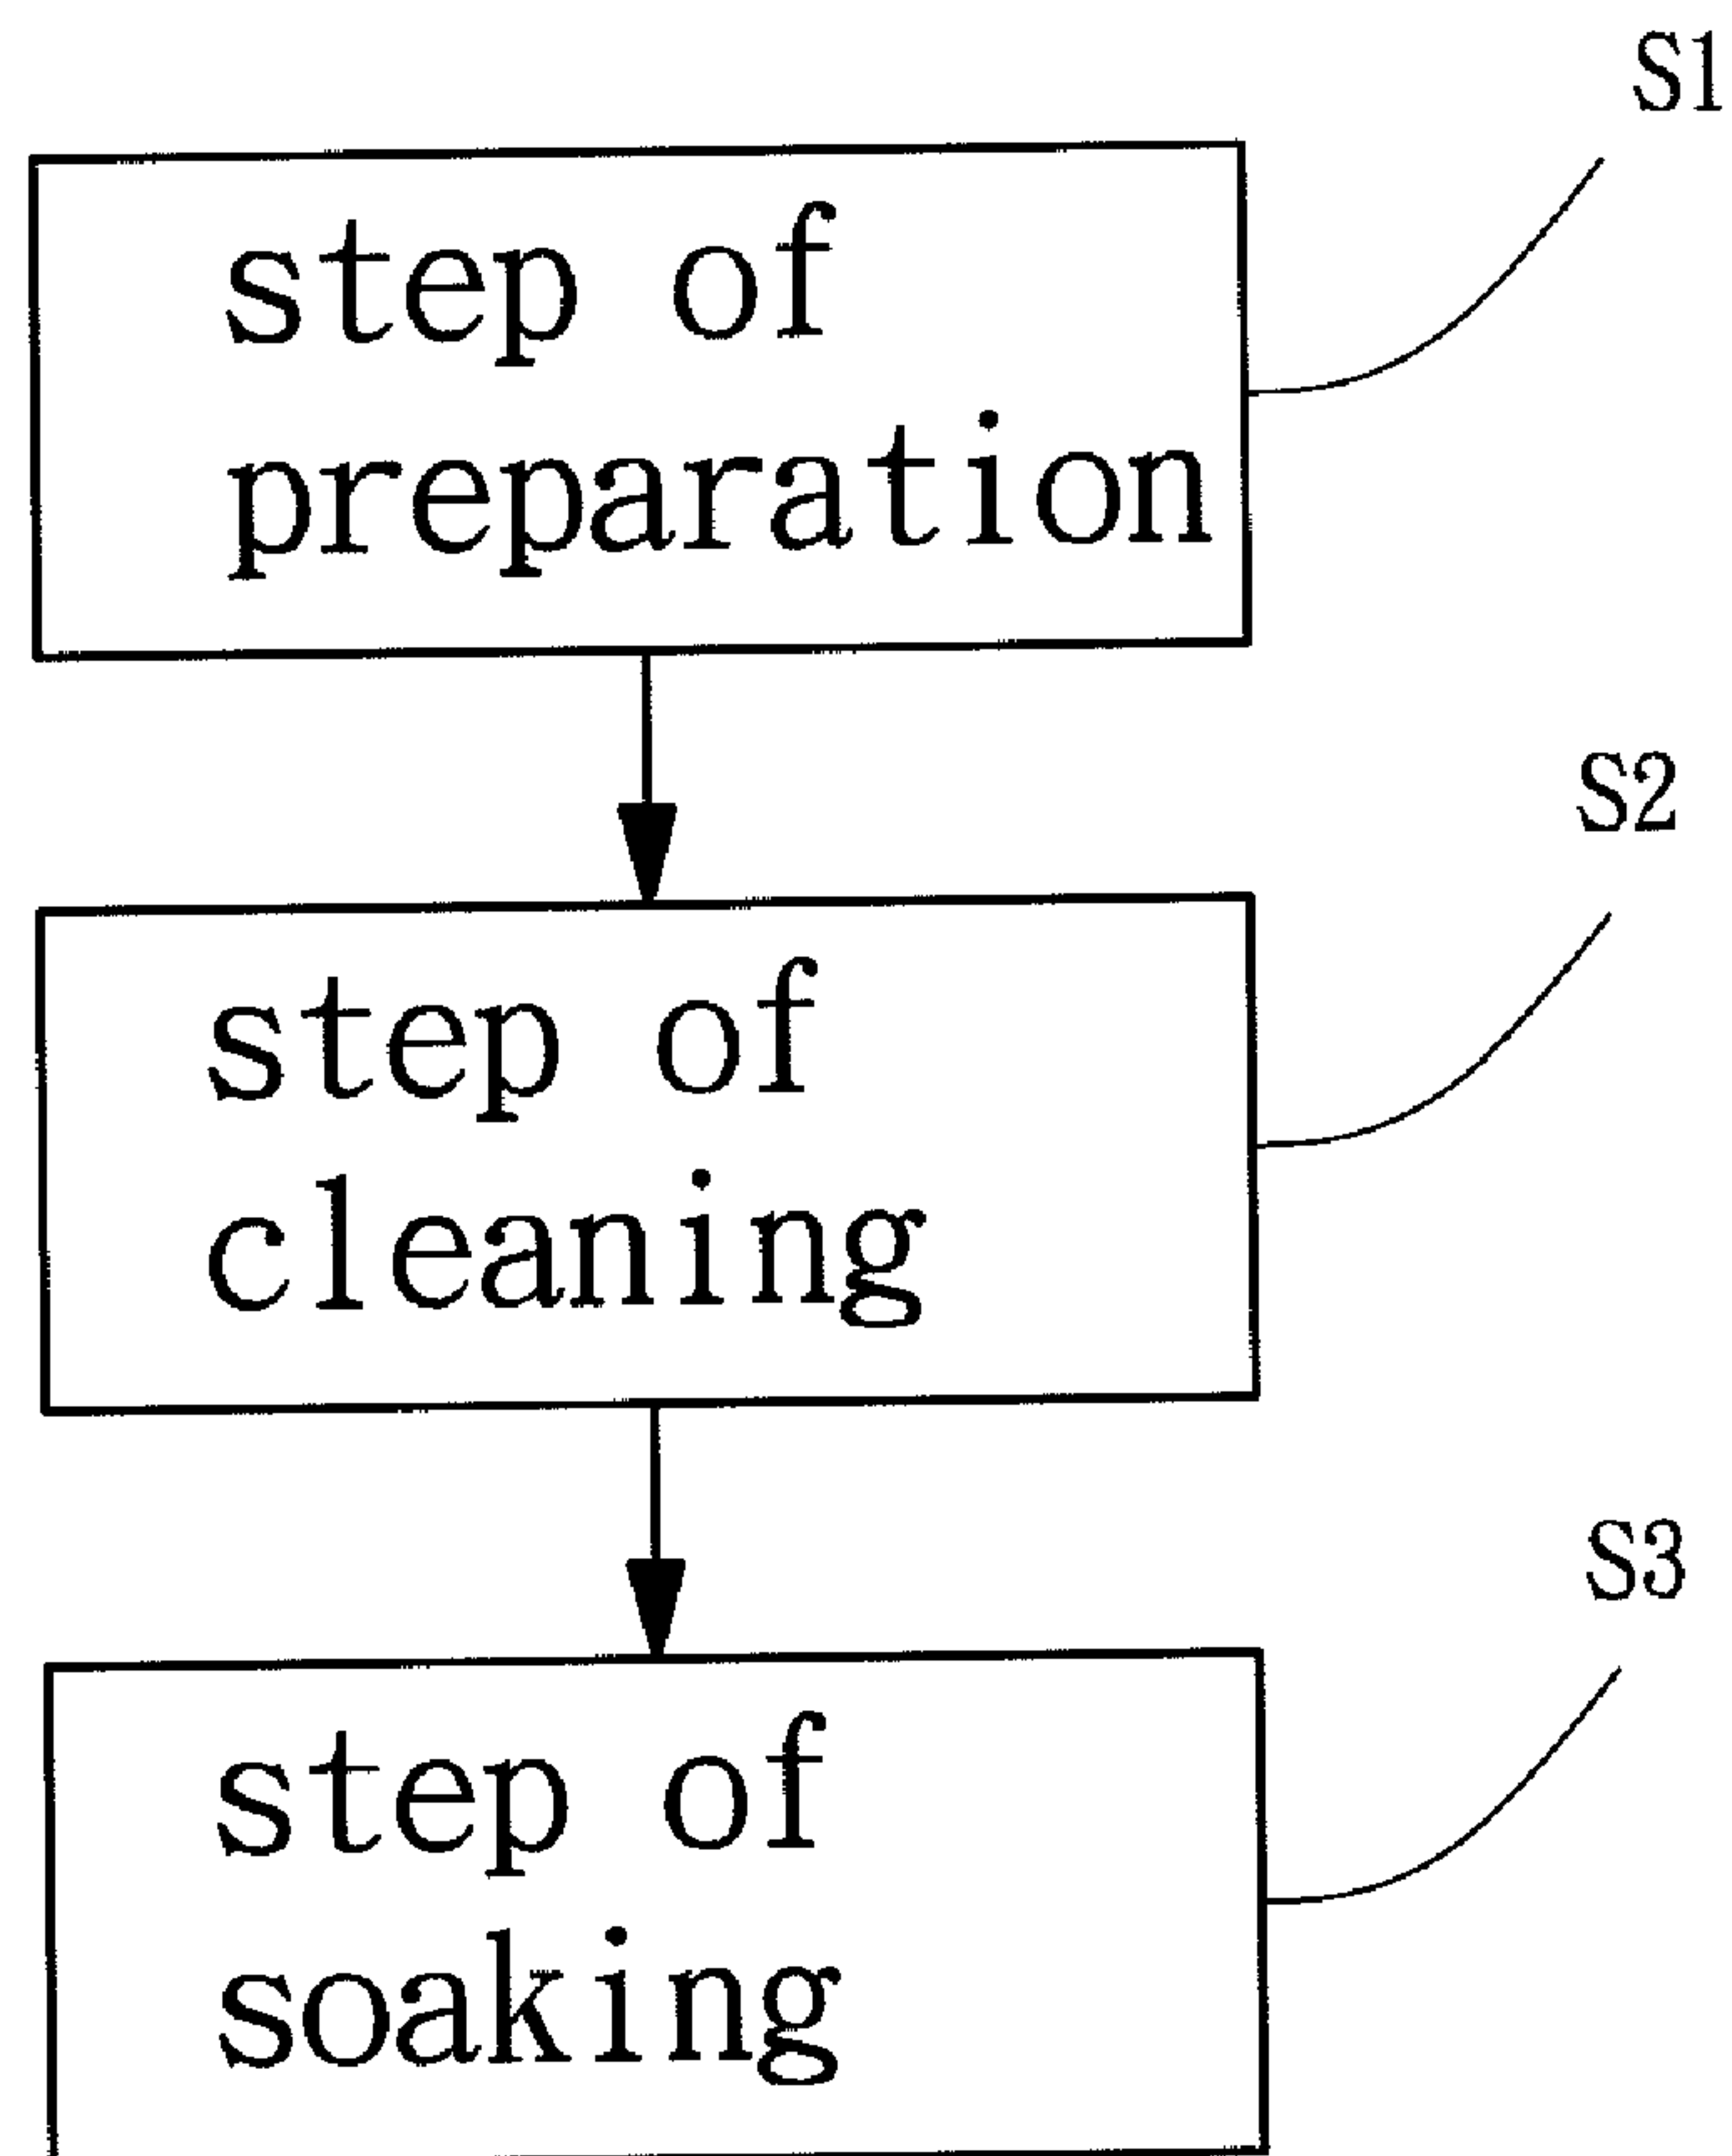 S1
step of
preparation
S2
step of
cleaning
S3
step of
soaking